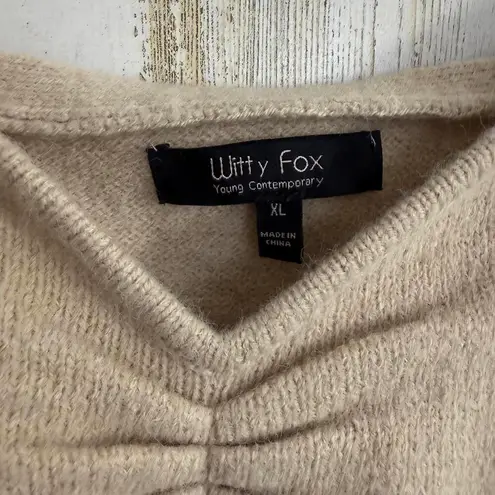 Witty Fox
Young Contemporary
XL
MADE IN
CHINA